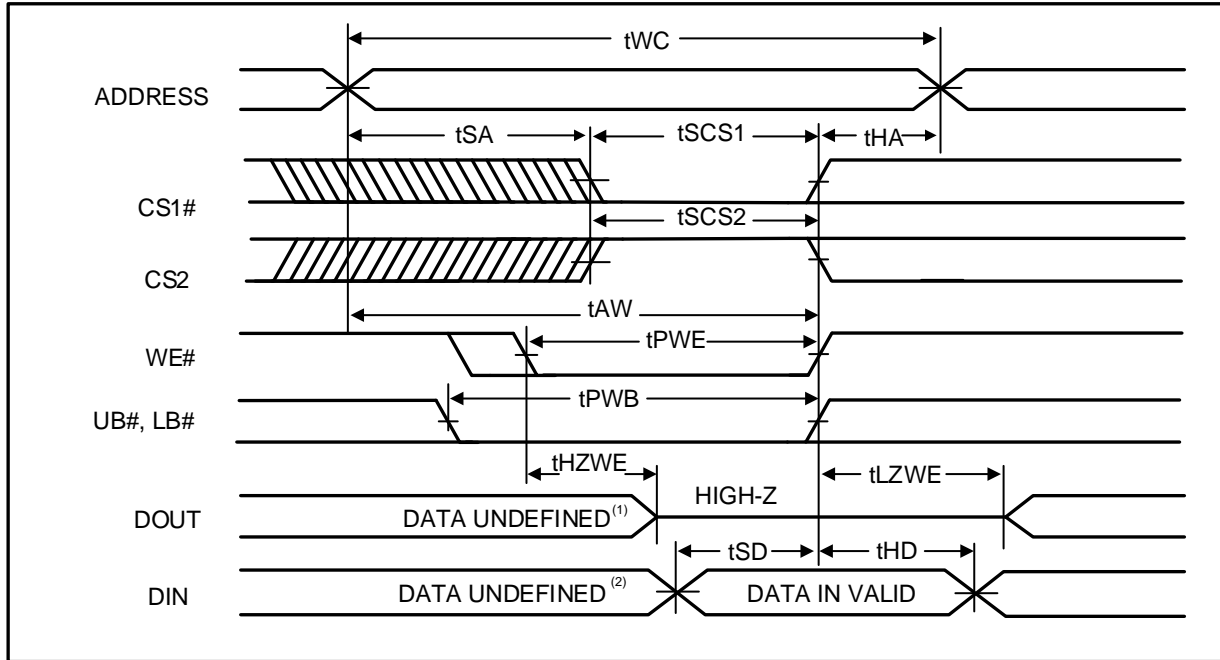 tWC
ADDRESS
tSA
tSCS1
tHA
CS1#
tSCS2
CS2
tAW
WE#
tPWE
tPWB
UB#, LB#
tHZWE
tLZWE
HIGH-Z
DOUT
DATA UNDEFINED(1)
tSD
tHD
DIN
DATA UNDEFINED(2)
DATA IN VALID